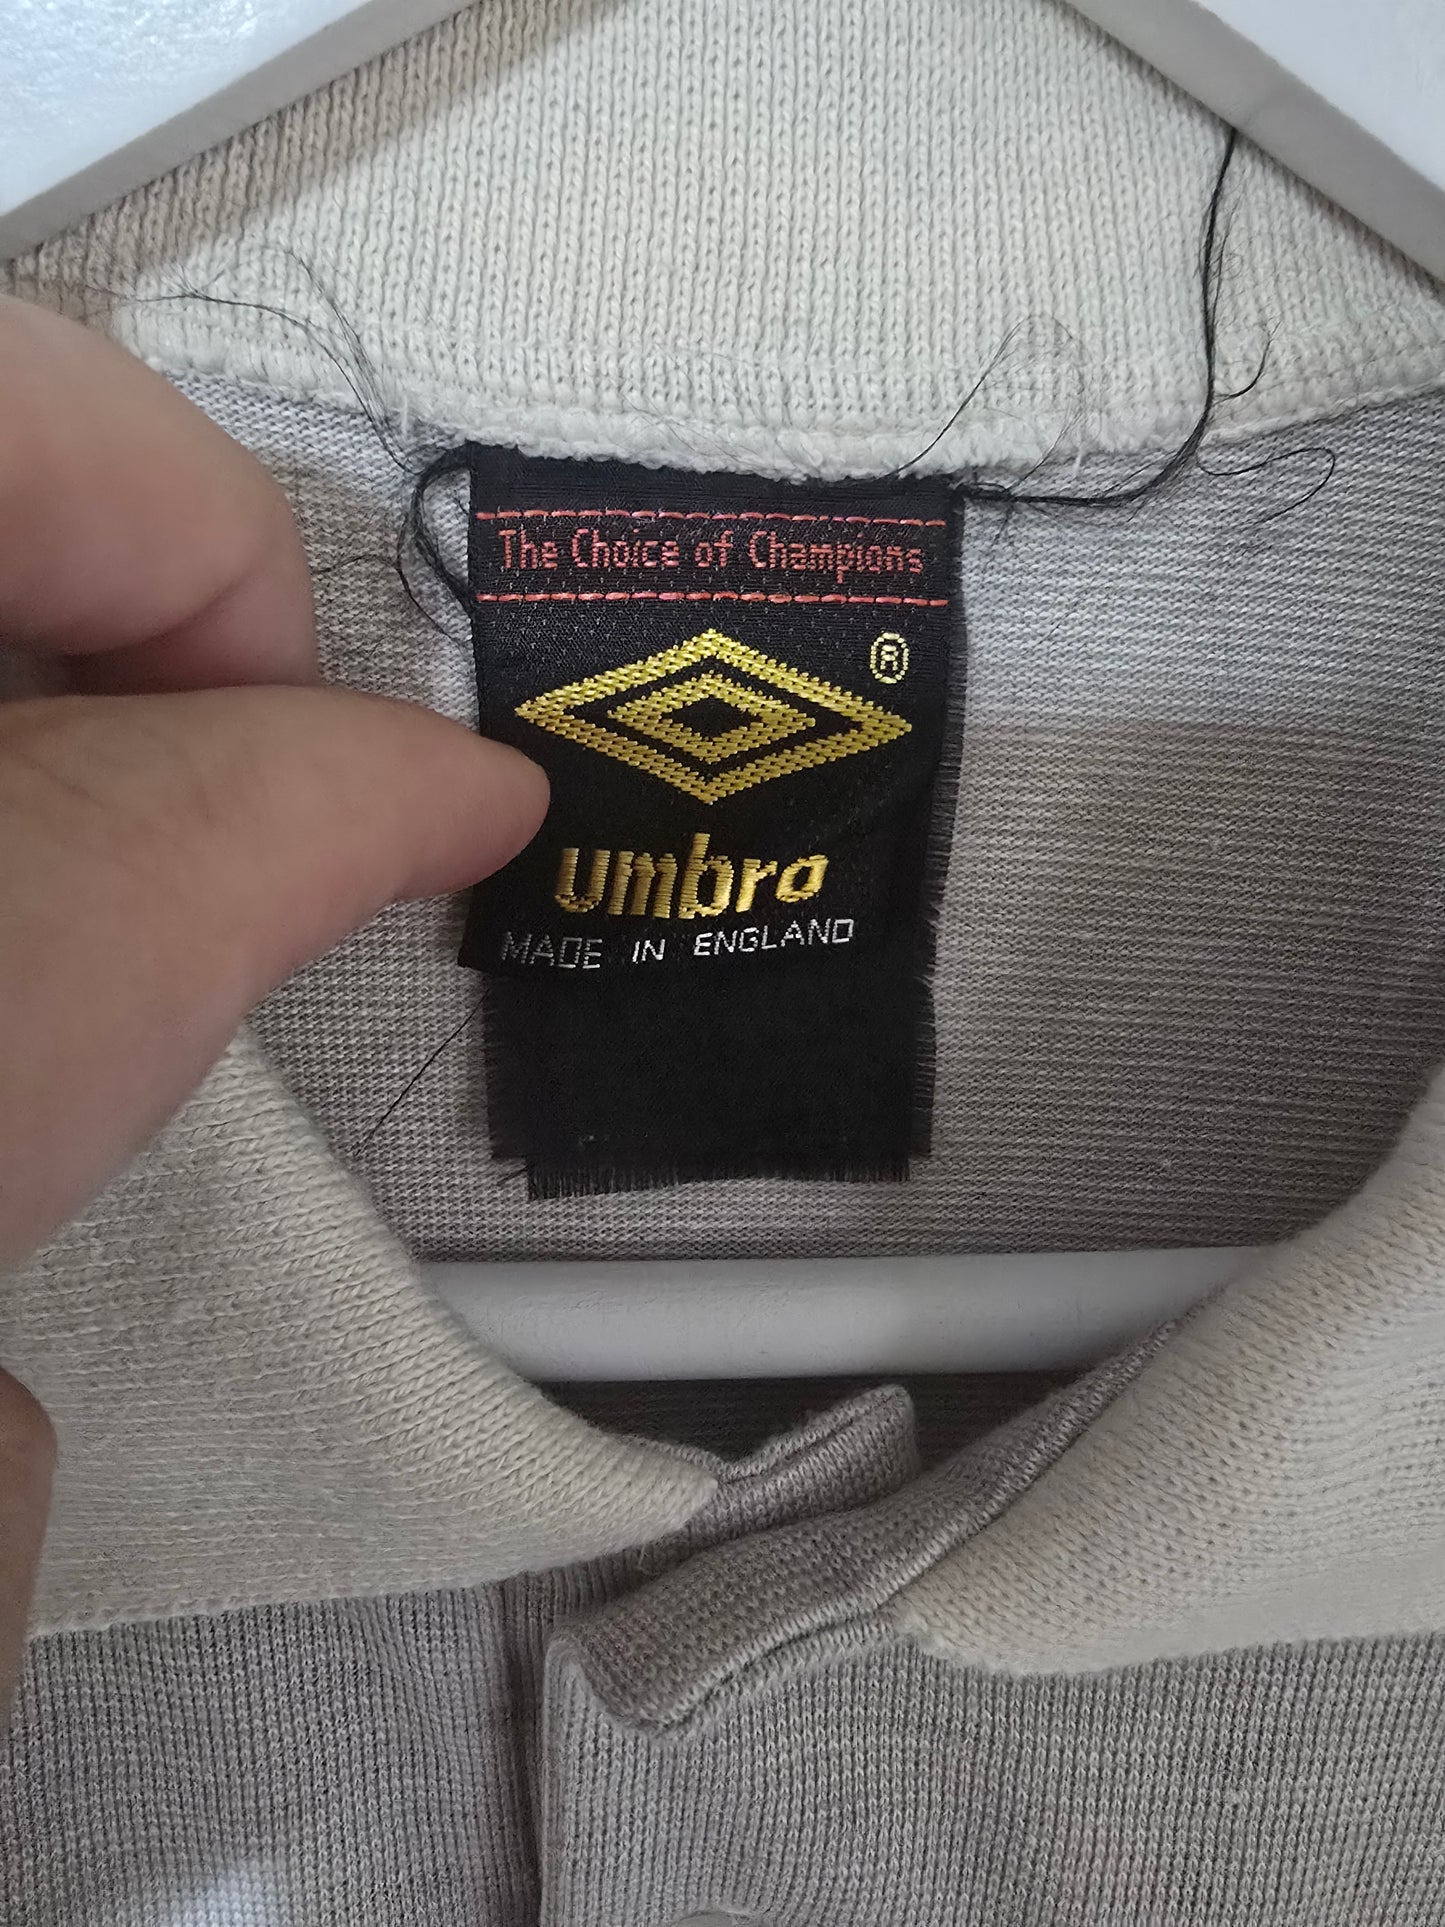 The Choice of Champions
®
umbro
MADE IN ENGLAND